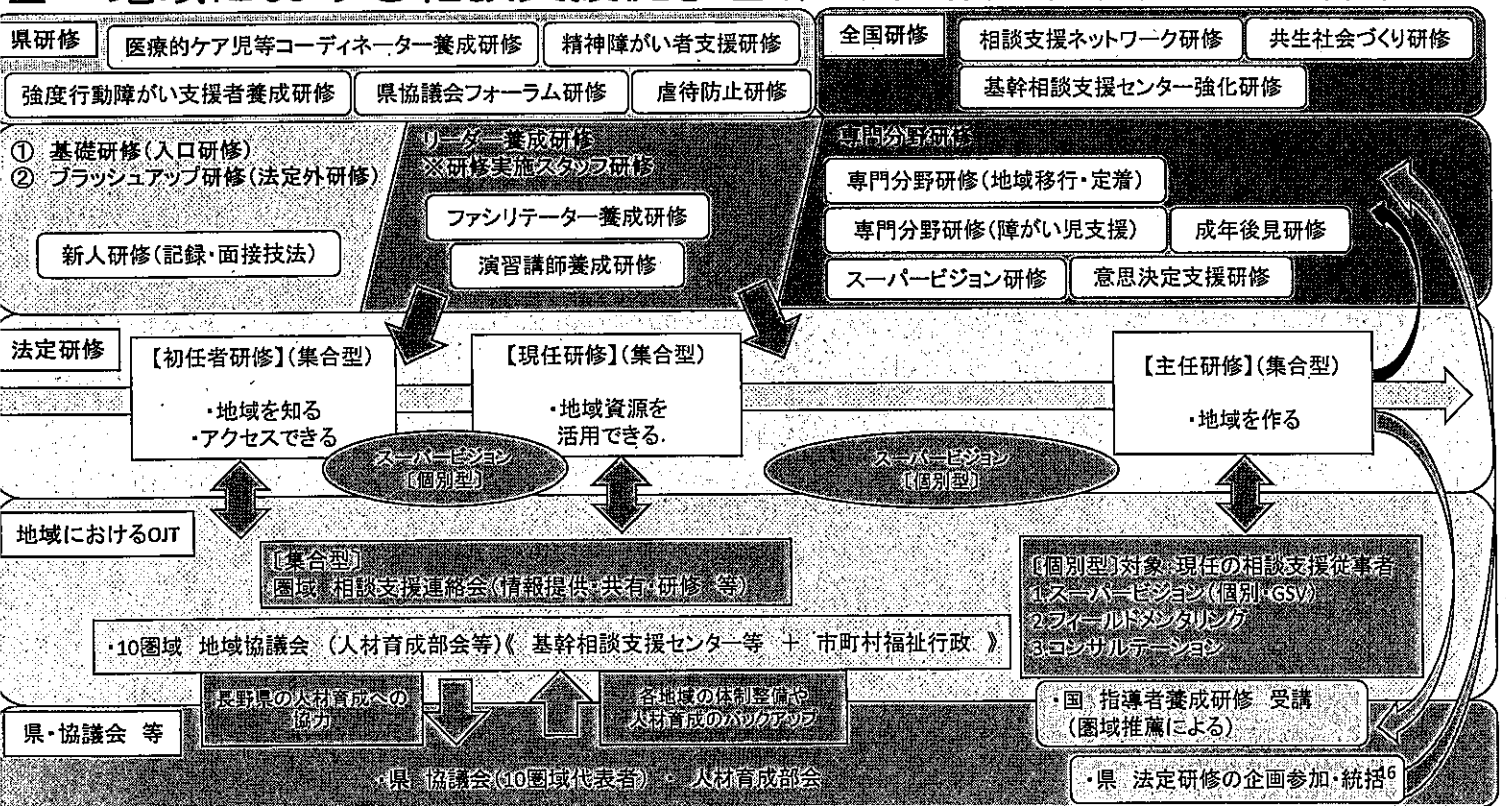 県研修
医療的ケア児等コーディネーター養成研修
精神障がい者支援研修
強度行動障がい支援者養成研修
県協議会フォーラム研修
虐待防止研修
全国研修
相談支援ネットワーク研修
共生社会づくり研修
基幹相談支援センター強化研修
① 基礎研修(入口研修)
② ブラッシュアップ研修(法定外研修)
新人研修(記録・面接技法)
リーダー養成研修
※研修実施スタッフ研修
ファシリテーター養成研修
演習講師養成研修
専門分野研修
専門分野研修(地域移行・定着)
専門分野研修(障がい児支援)
成年後見研修
スーパービジョン研修
意思決定支援研修
法定研修
【初任者研修】(集合型)
・地域を知る
・アクセスできる
【現任研修】(集合型)
・地域資源を
活用できる
【主任研修】(集合型)
・地域を作る
スーパービジョン
〔個別型〕
スーパービジョン
〔個別型〕
地域におけるOJT
〔集合型〕
圏域 相談支援連絡会(情報提供・共有・研修 等)
・10圏域 地域協議会 (人材育成部会等)《 基幹相談支援センター等 + 市町村福祉行政 》
〔個別型〕対象 現任の相談支援従事者
1 スーパービジョン(個別・GSV)
2 フィールドメンタリング
3 コンサルテーション
長野県の人材育成への
協力
各地域の体制整備や
人材育成のバックアップ
・国 指導者養成研修 受講
(圏域推薦による)
県・協議会 等
・県 協議会(10圏域代表者) ・ 人材育成部会
・県 法定研修の企画参加・統括
16